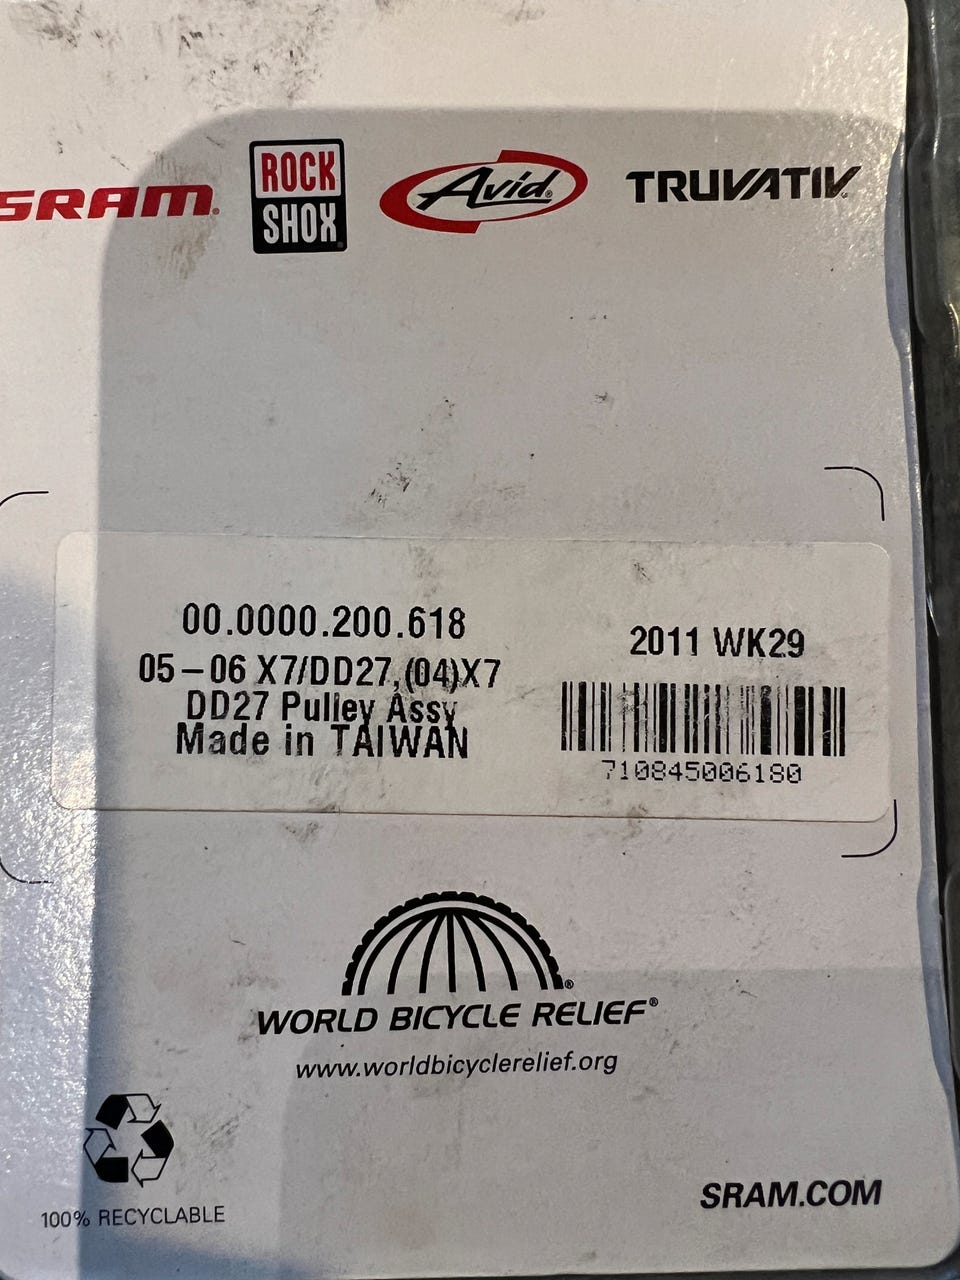 SRAM®
ROCK
SHOX
Avid®
TRUVATIV
00.0000.200.618
05-06 X7/DD27,(04)X7
DD27 Pulley Assy
Made in TAIWAN
2011 WK29
710845006180
WORLD BICYCLE RELIEF®
www.worldbicyclerelief.org
100% RECYCLABLE
SRAM.COM